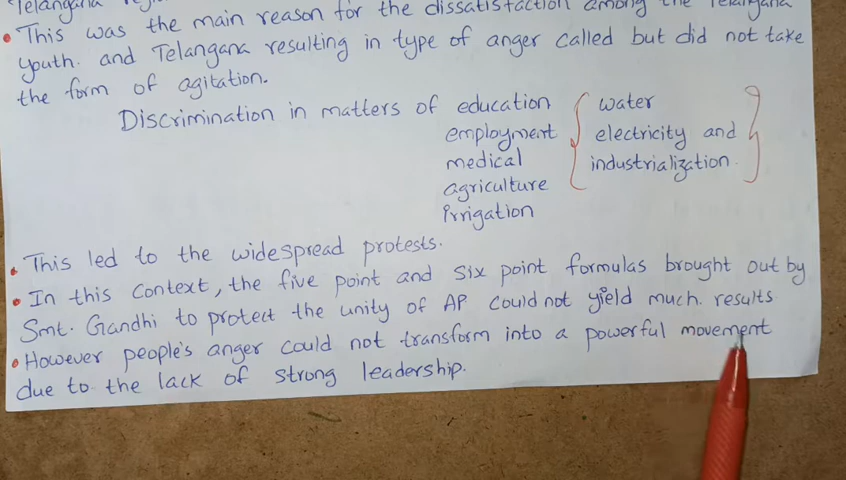 Telangana
• This was the main reason for the dissatisfaction among the Telangana
youth. and Telangana resulting in type of anger called but did not take
the form of agitation.
Discrimination in matters of education { water }
employment electricity and
medical industrialization.
agriculture
irrigation
• This led to the widespread protests.
• In this context, the five point and six point formulas brought out by
Smt. Gandhi to protect the unity of AP could not yield much results
• However people's anger could not transform into a powerful movement
due to the lack of strong leadership.